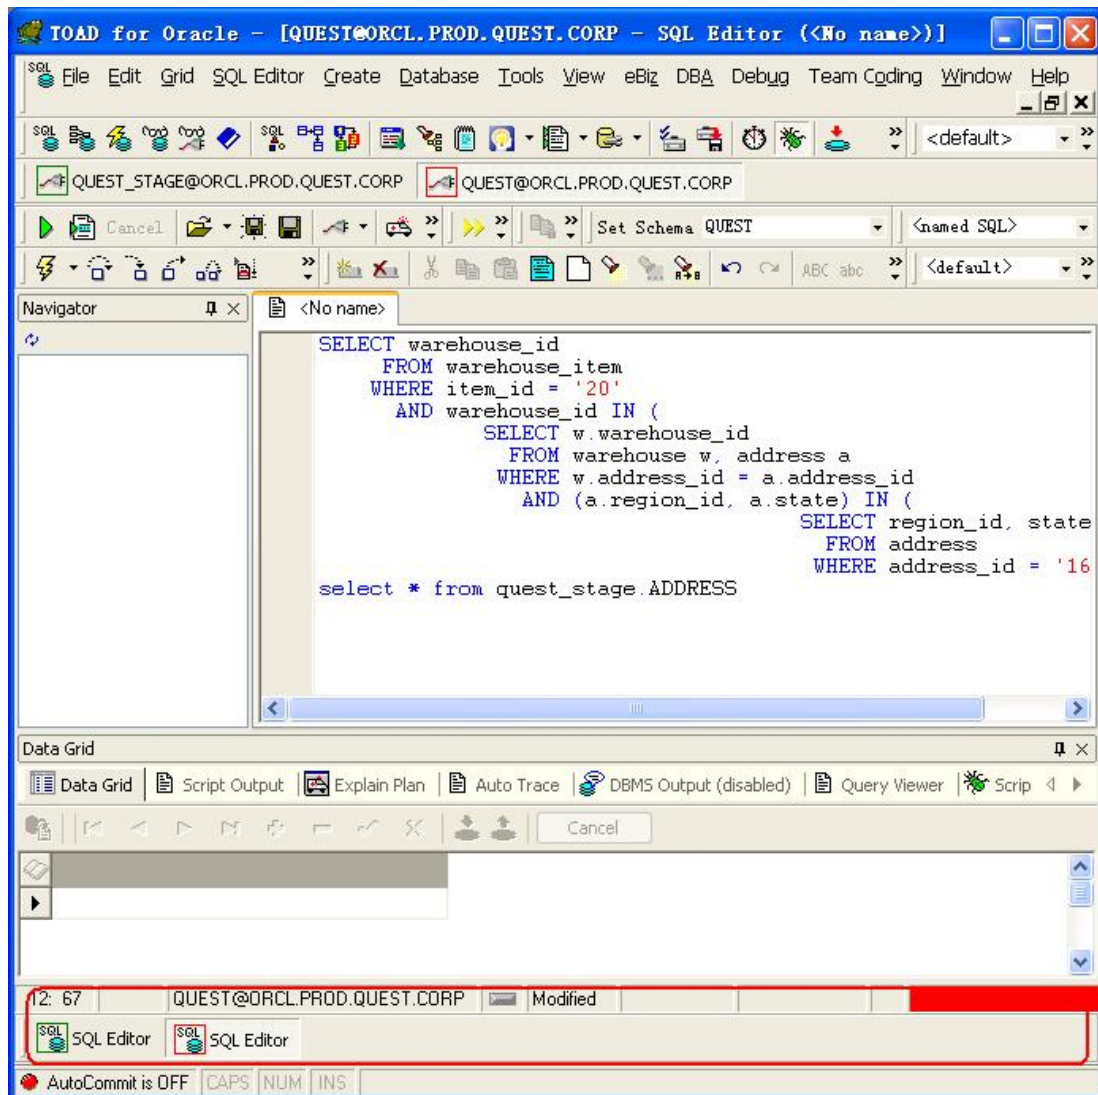 TOAD for Oracle - [QUEST@ORCL.PROD.QUEST.CORP - SQL Editor (<No name>)]
SQL File Edit Grid SQL Editor Create Database Tools View eBiz DBA Debug Team Coding Window Help
SQL SQL <default>
QUEST_STAGE@ORCL.PROD.QUEST.CORP QUEST@ORCL.PROD.QUEST.CORP
Cancel Set Schema QUEST <named SQL>
ABC abc <default>
Navigator <No name>
SELECT warehouse_id
FROM warehouse_item
WHERE item_id = '20'
AND warehouse_id IN (
SELECT w.warehouse_id
FROM warehouse w, address a
WHERE w.address_id = a.address_id
AND (a.region_id, a.state) IN (
SELECT region_id, state
FROM address
WHERE address_id = '16
select * from quest_stage.ADDRESS
Data Grid
Data Grid Script Output Explain Plan Auto Trace DBMS Output (disabled) Query Viewer Scrip
Cancel
12: 67 QUEST@ORCL.PROD.QUEST.CORP Modified
SQL SQL Editor SQL SQL Editor
AutoCommit is OFF CAPS NUM INS